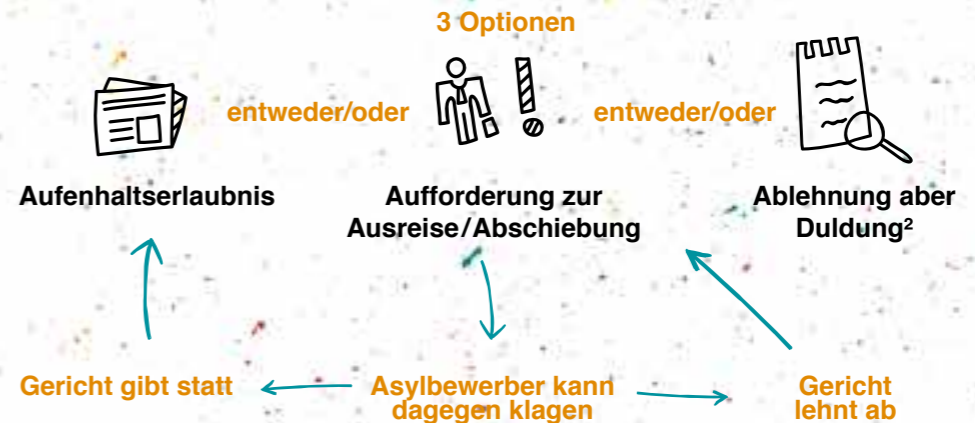 3 Optionen
entweder/oder
entweder/oder
Aufenhaltserlaubnis
Aufforderung zur
Ausreise/Abschiebung
Ablehnung aber
Duldung²
Gericht gibt statt
Asylbewerber kann
dagegen klagen
Gericht
lehnt ab